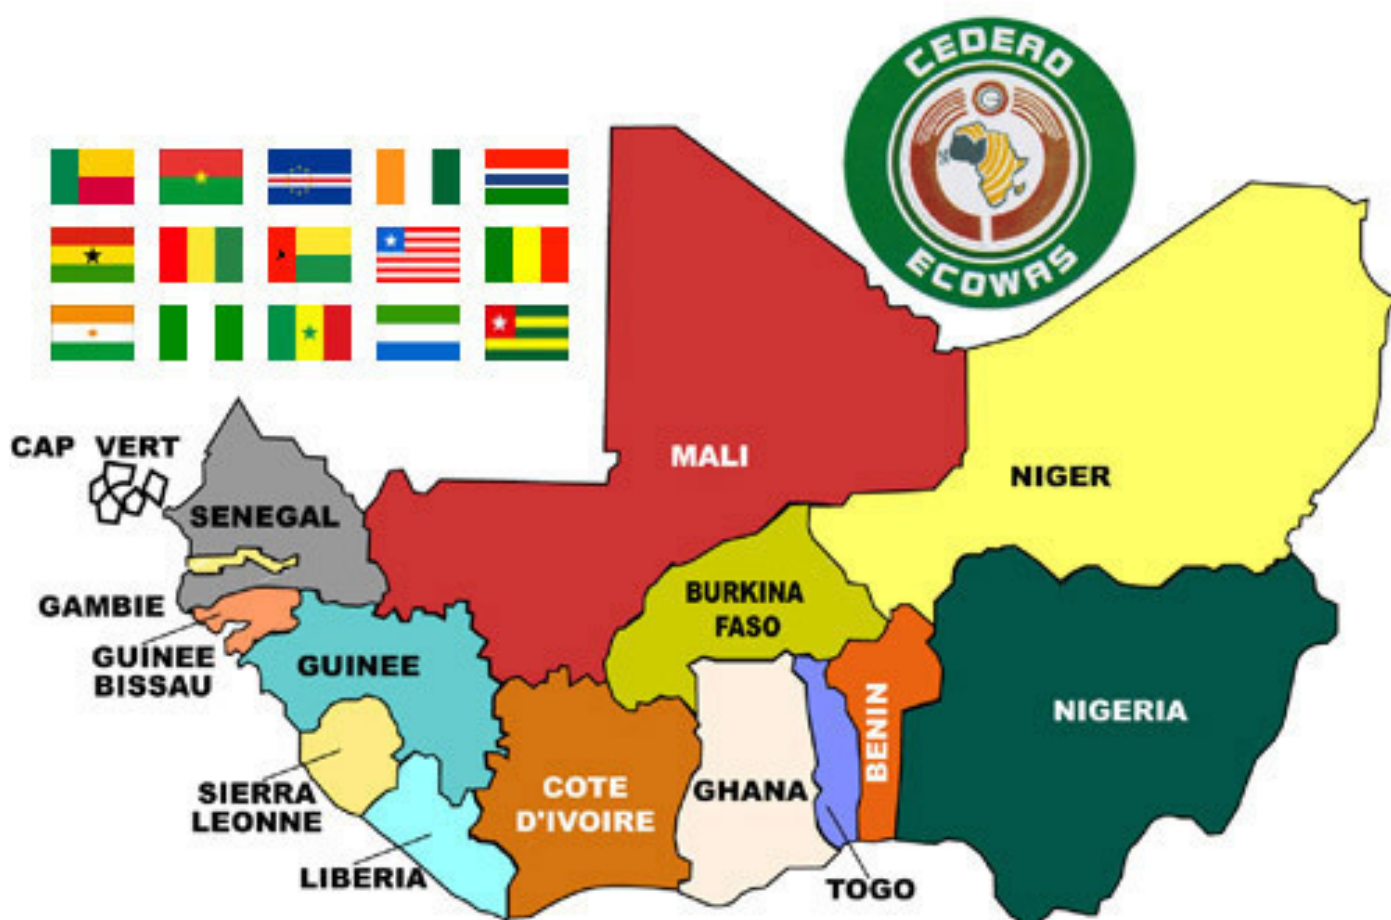 CEDEAO
ECOWAS
CAP VERT
MALI
NIGER
SENEGAL
BURKINA
FASO
GAMBIE
GUINEE
BISSAU
GUINEE
BENIN
NIGERIA
SIERRA
LEONNE
COTE
D'IVOIRE
GHANA
LIBERIA
TOGO